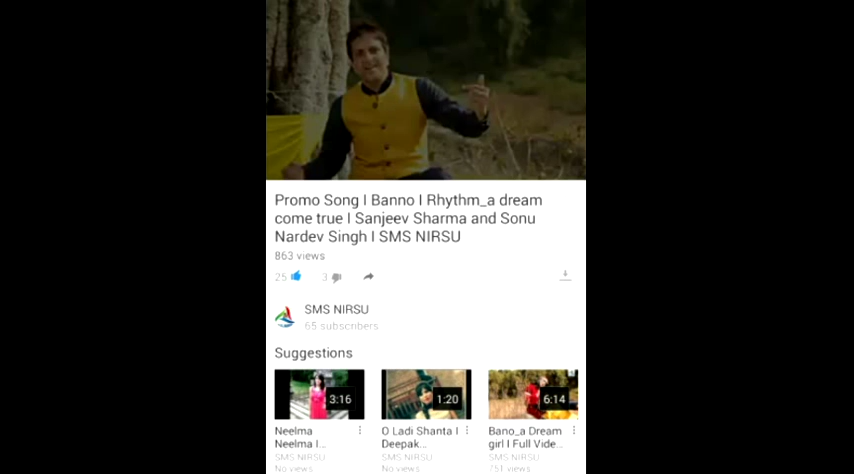 Promo Song I Banno I Rhythm_a dream
come true I Sanjeev Sharma and Sonu
Nardev Singh I SMS NIRSU
863 views
25 3
SMS NIRSU
65 subscribers
Suggestions
3:16 1:20 6:14
Neelma O Ladi Shanta I Bano_a Dream
Neelma I... Deepak... girl I Full Vide...
SMS NIRSU SMS NIRSU SMS NIRSU
No views No views 751 views